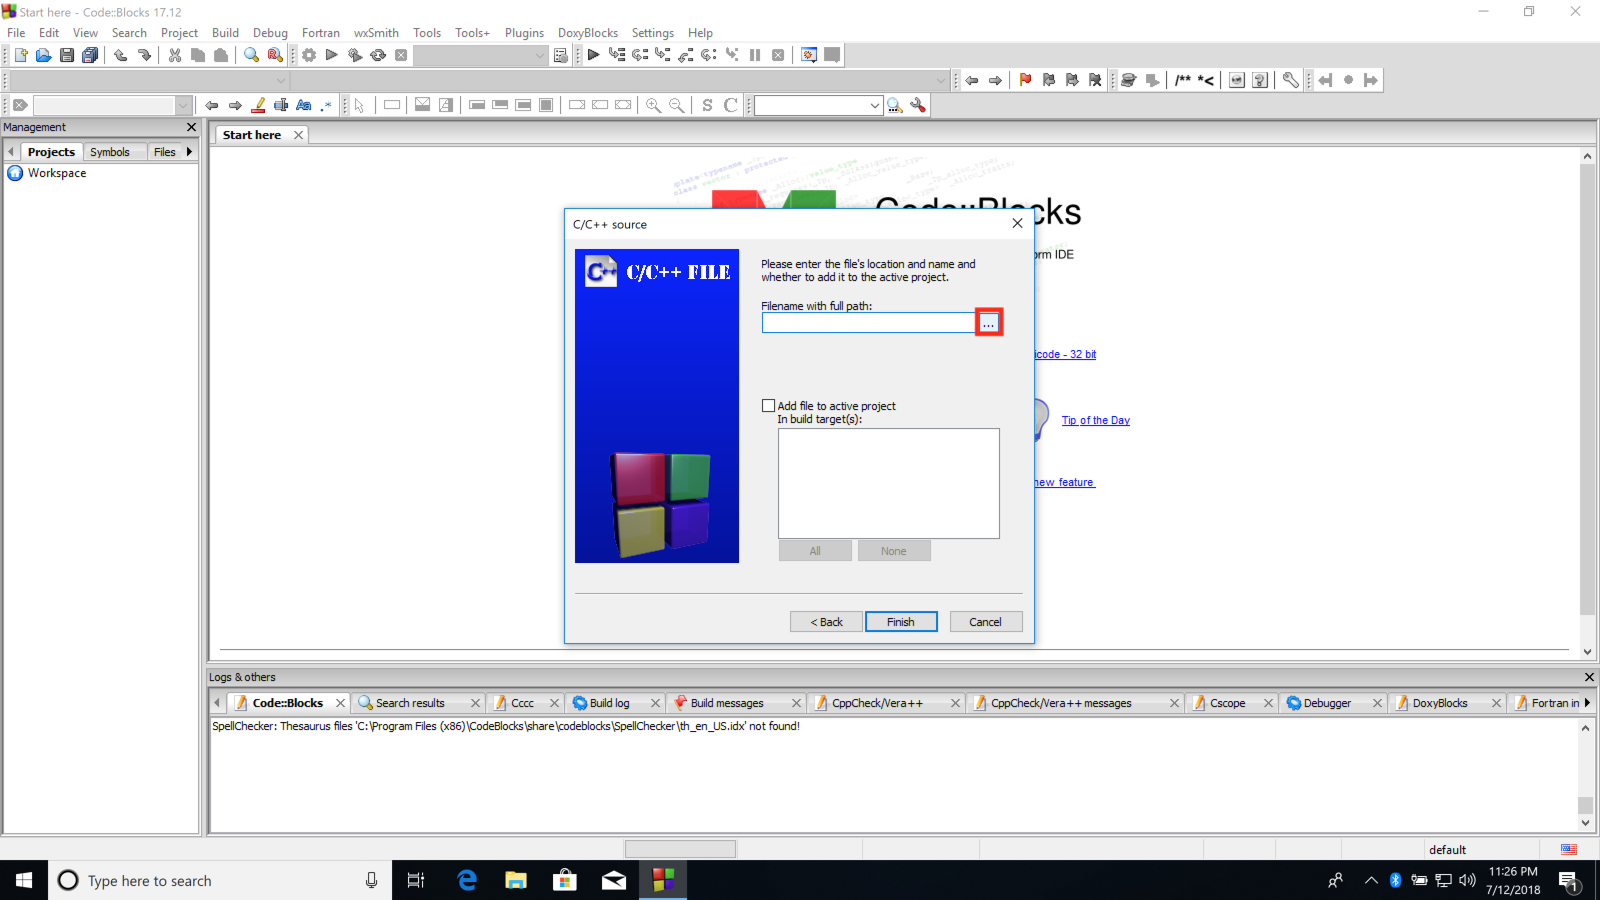 Start here - Code::Blocks 17.12
File Edit View Search Project Build Debug Fortran wxSmith Tools Tools+ Plugins DoxyBlocks Settings Help
/** *<
Aa .*
S C
Management
Start here
Projects Symbols Files
Workspace
Code::Blocks
orm IDE
C/C++ source
C++ C/C++ FILE
Please enter the file's location and name and
whether to add it to the active project.
Filename with full path:
...
icode - 32 bit
Add file to active project
In build target(s):
Tip of the Day
new feature
All None
< Back Finish Cancel
Logs & others
Code::Blocks Search results Cccc Build log Build messages CppCheck/Vera++ CppCheck/Vera++ messages Cscope Debugger DoxyBlocks Fortran in
SpellChecker: Thesaurus files 'C:\Program Files (x86)\CodeBlocks\share\codeblocks\SpellChecker\th_en_US.idx' not found!
default
Type here to search
11:26 PM
7/12/2018
1